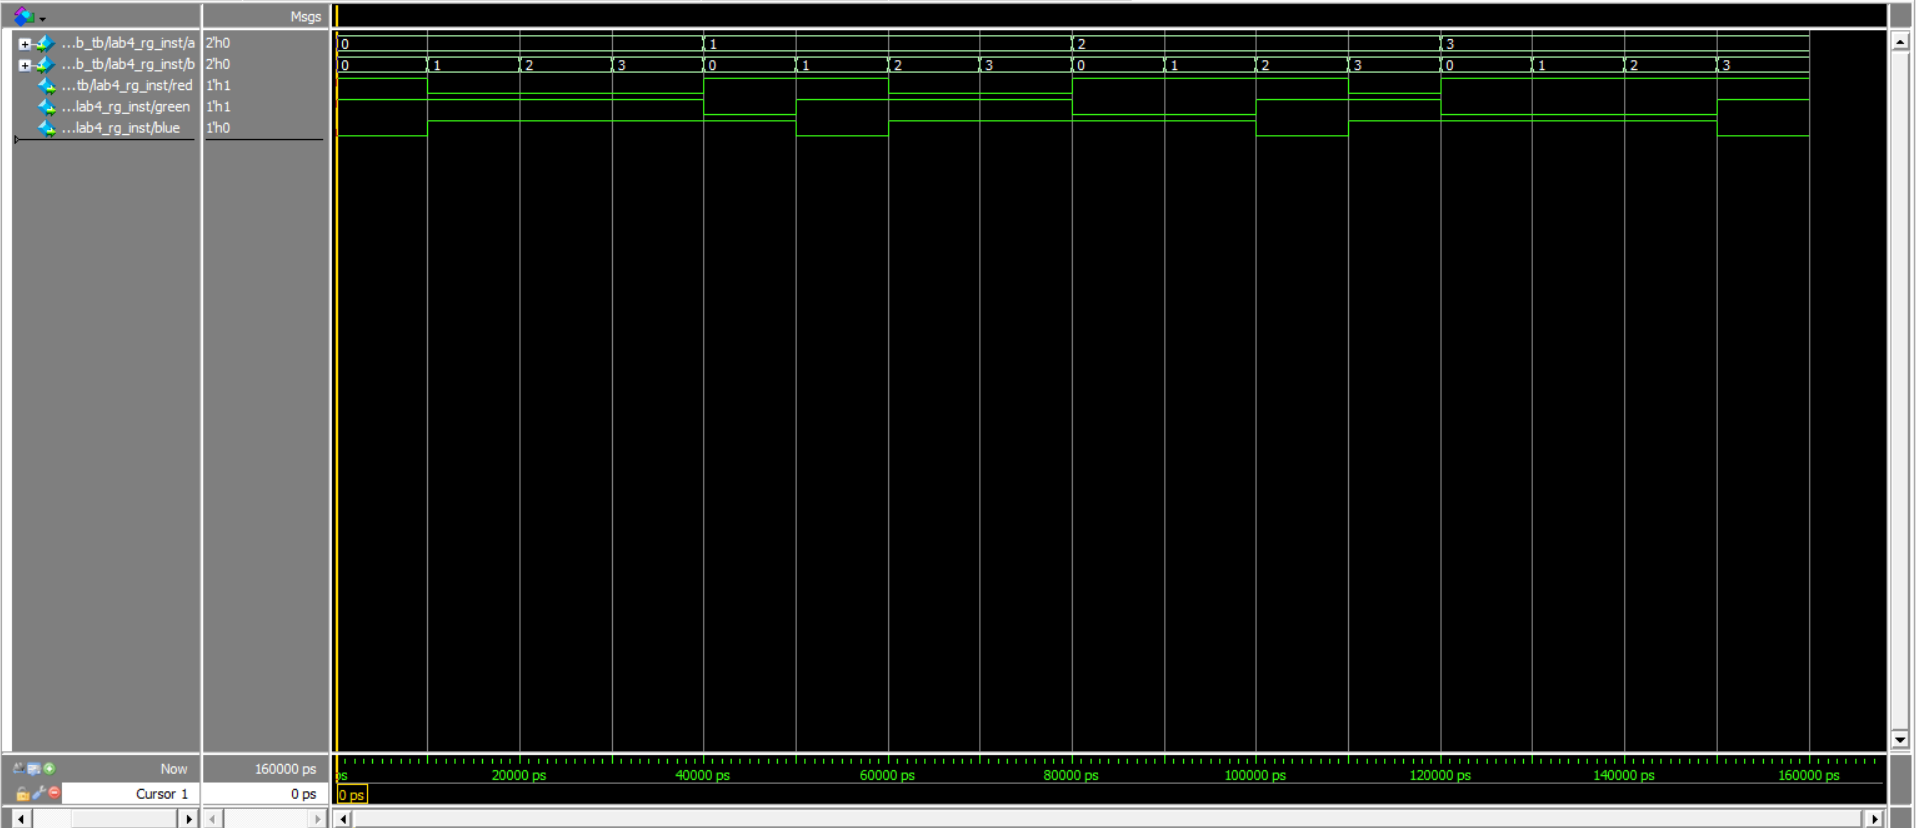 Msgs
...b_tb/lab4_rg_inst/a 2'h0 0 1 2 3
...b_tb/lab4_rg_inst/b 2'h0 0 1 2 3 0 1 2 3 0 1 2 3 0 1 2 3
...tb/lab4_rg_inst/red 1'h1
...lab4_rg_inst/green 1'h1
...lab4_rg_inst/blue 1'h0
Now 160000 ps ps 20000 ps 40000 ps 60000 ps 80000 ps 100000 ps 120000 ps 140000 ps 160000 ps
Cursor 1 0 ps 0 ps